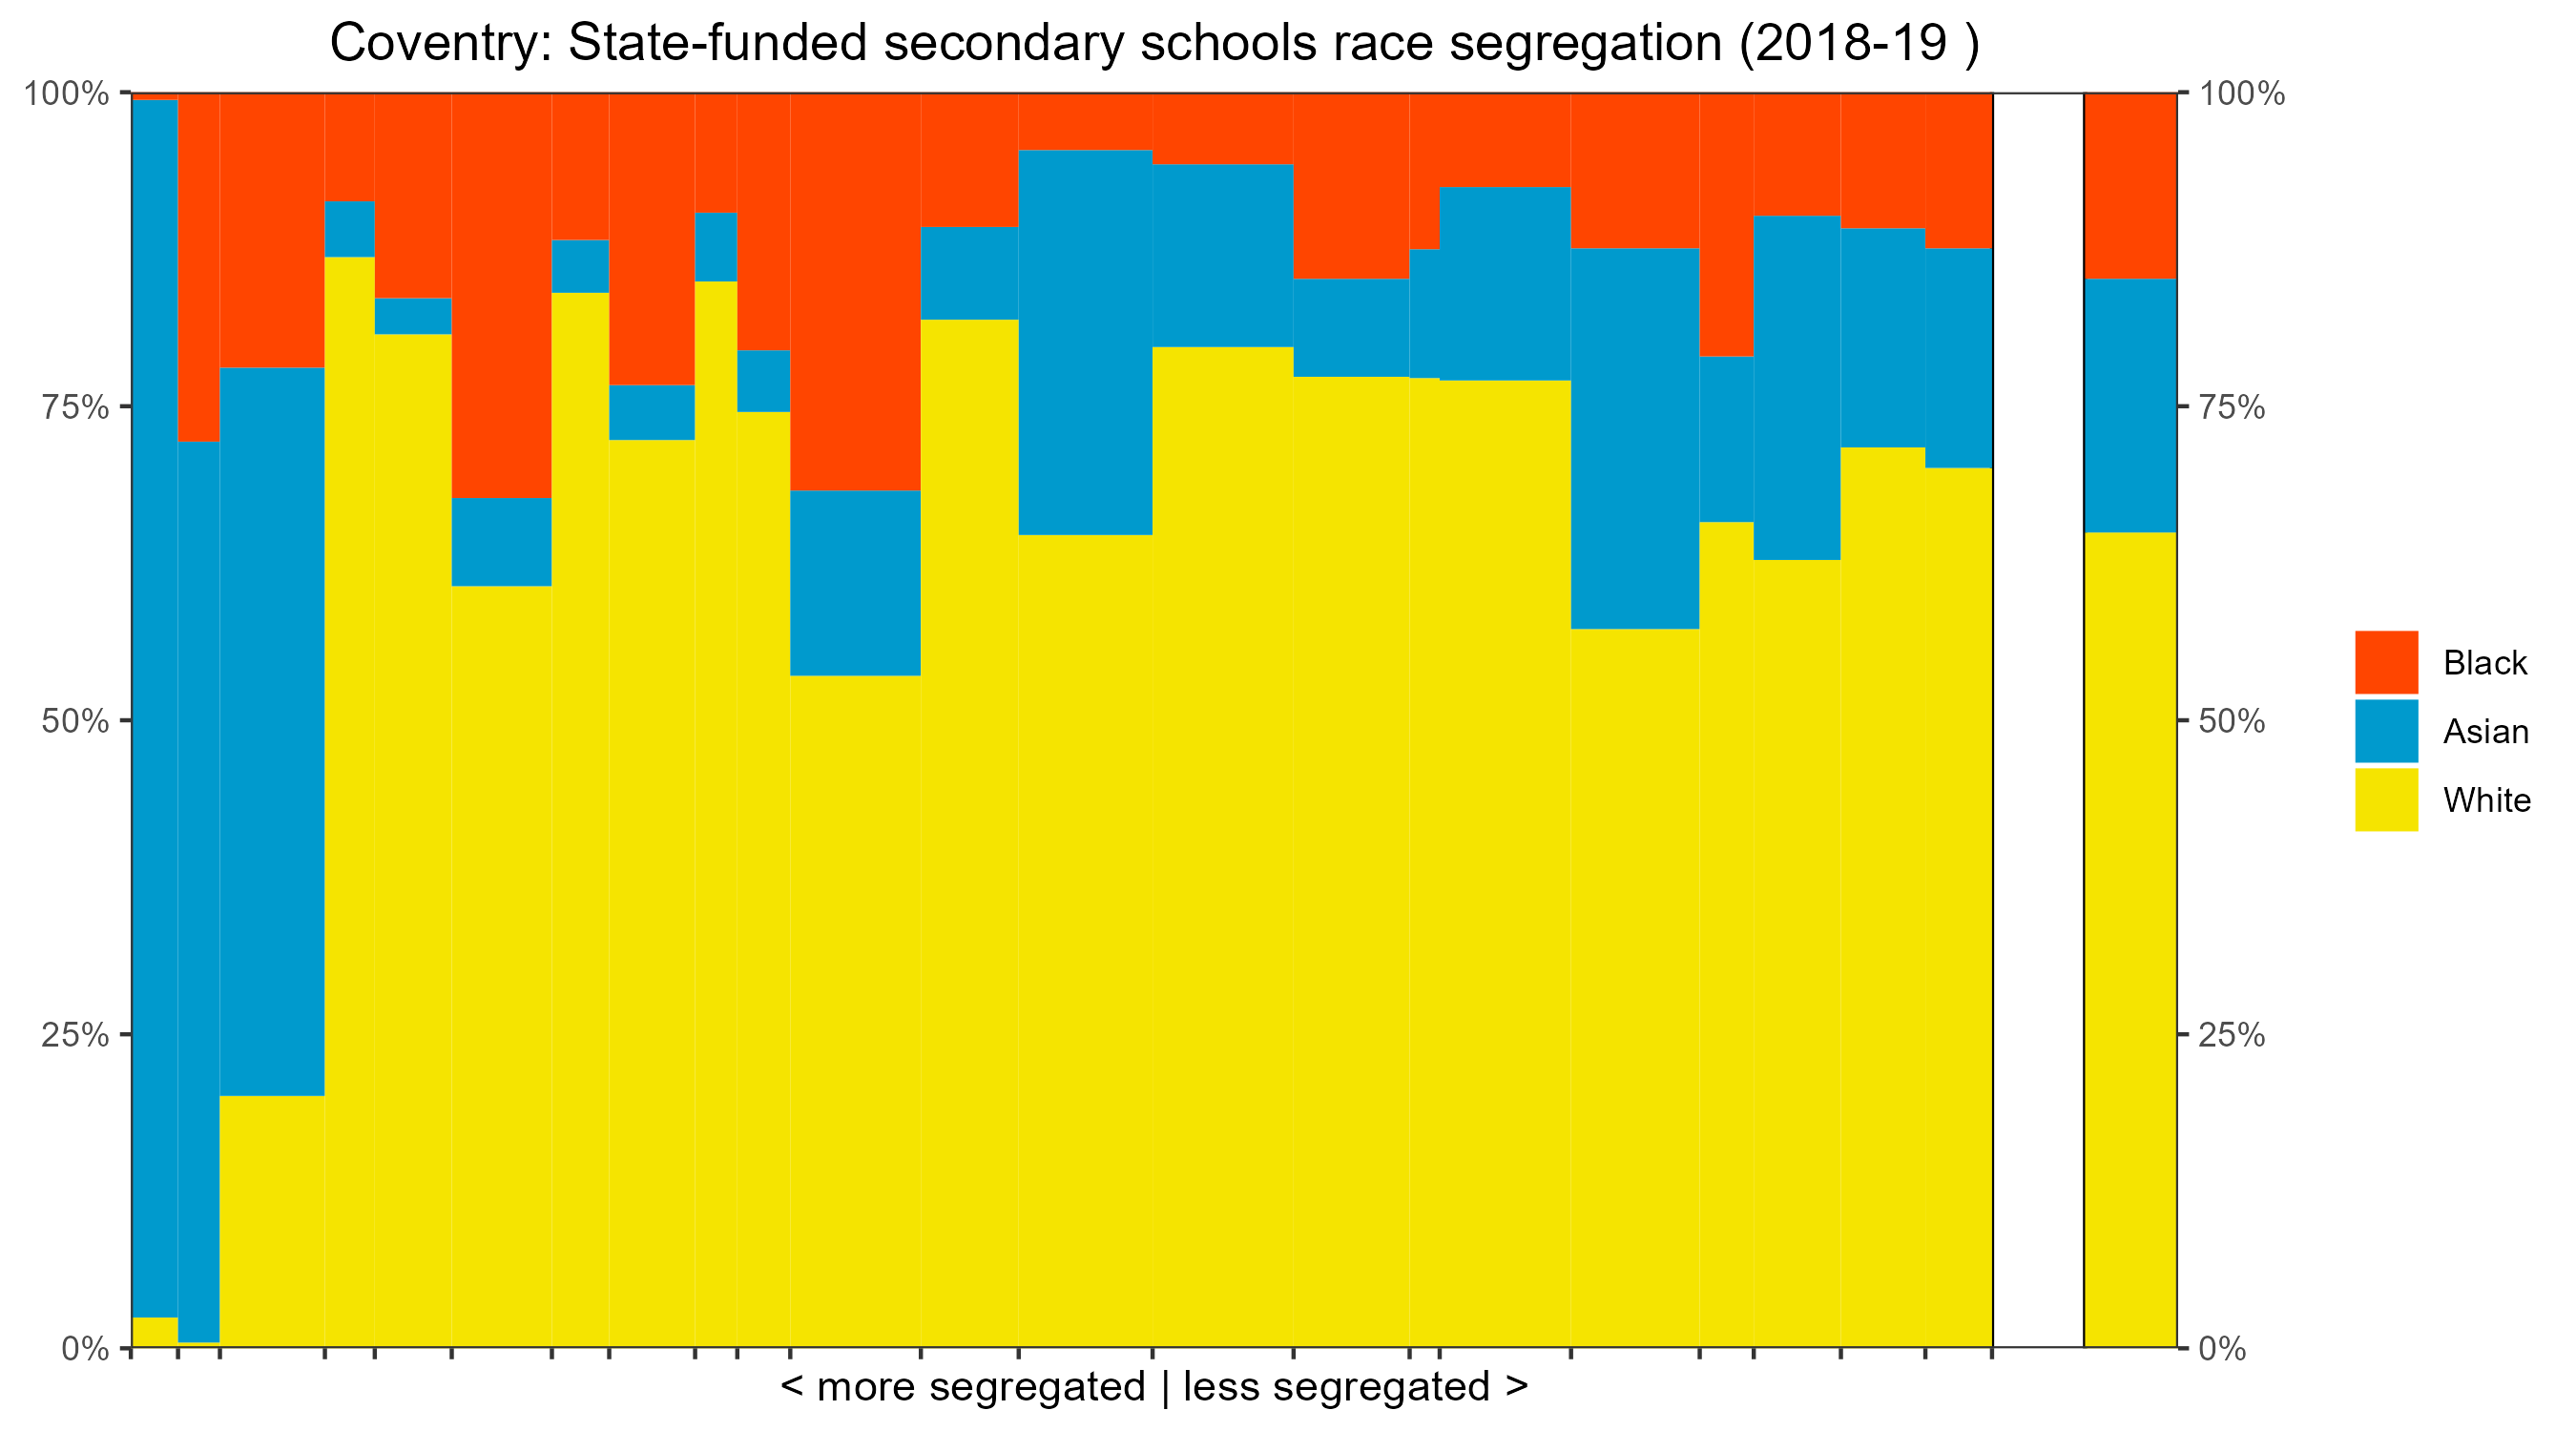 Coventry: State-funded secondary schools race segregation (2018-19 )
100%
75%
50%
25%
0%
100%
75%
50%
25%
0%
Black
Asian
White
< more segregated | less segregated >